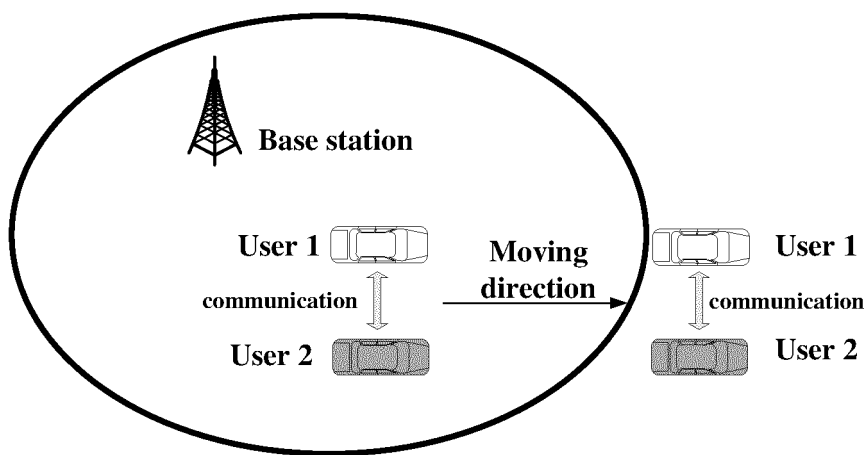 Base station
User 1
Moving
direction
User 1
communication
communication
User 2
User 2